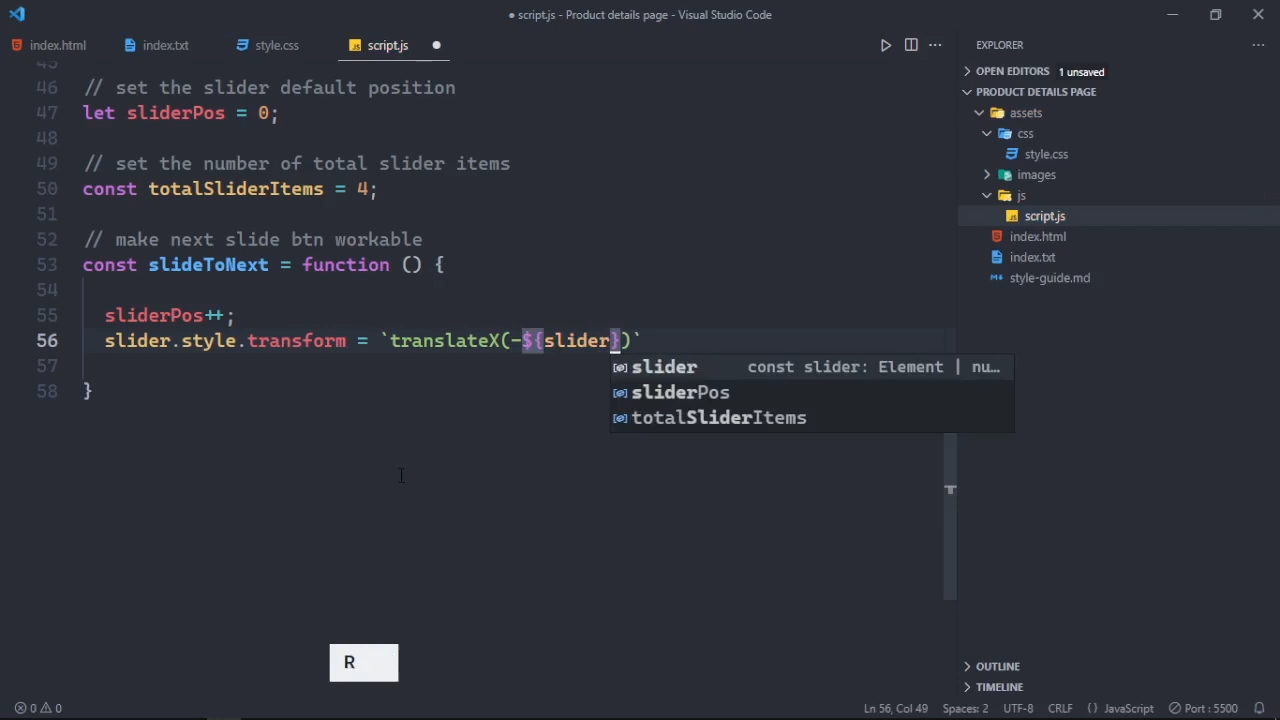 script.js - Product details page - Visual Studio Code
index.html
index.txt
style.css
script.js
EXPLORER
OPEN EDITORS 1 unsaved
PRODUCT DETAILS PAGE
assets
css
style.css
images
js
script.js
index.html
index.txt
style-guide.md
45
46 // set the slider default position
47 let sliderPos = 0;
48
49 // set the number of total slider items
50 const totalSliderItems = 4;
51
52 // make next slide btn workable
53 const slideToNext = function () {
54
55 sliderPos++;
56 slider.style.transform = `translateX(-${slider})`
57
58 }
slider const slider: Element | nu...
sliderPos
totalSliderItems
R
OUTLINE
TIMELINE
0 0
Ln 56, Col 49 Spaces: 2 UTF-8 CRLF {} JavaScript Port : 5500